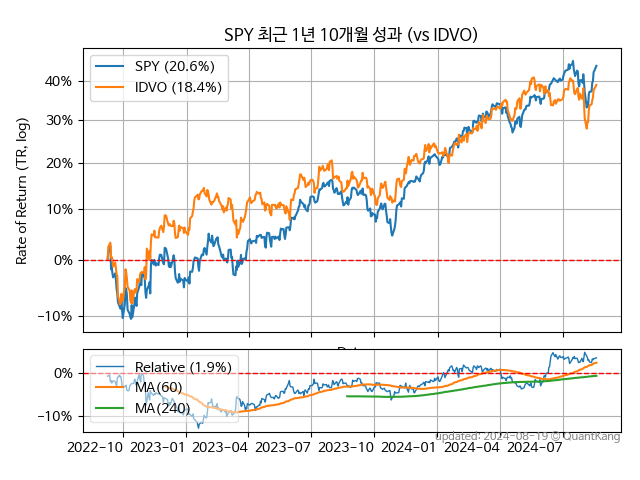 SPY 최근 1년 10개월 성과 (vs IDVO)
Rate of Return (TR, log)
SPY (20.6%)
IDVO (18.4%)
40%
30%
20%
10%
0%
−10%
Relative (1.9%)
MA(60)
MA(240)
0%
−10%
2022-10 2023-01 2023-04 2023-07 2023-10 2024-01 2024-04 2024-07
updated: 2024-08-19 © QuantKang